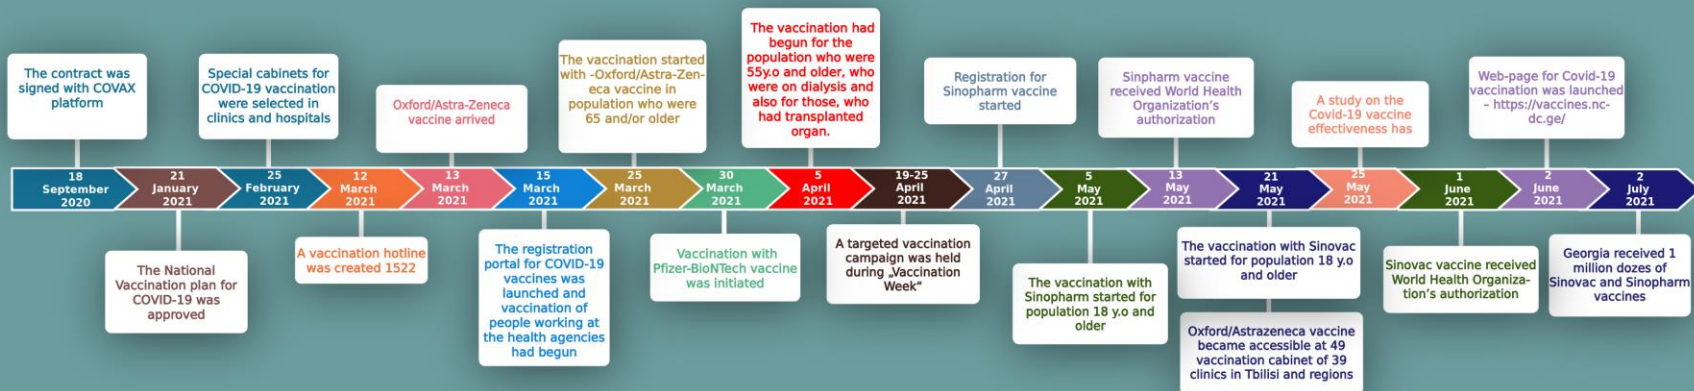 The contract was
signed with COVAX
platform
18
September
2020
21
January
2021
The National
Vaccination plan for
COVID-19 was
approved
Special cabinets for
COVID-19 vaccination
were selected in
clinics and hospitals
25
February
2021
12
March
2021
A vaccination hotline
was created 1522
Oxford/Astra-Zeneca
vaccine arrived
13
March
2021
15
March
2021
The registration
portal for COVID-19
vaccines was
launched and
vaccination of
people working at
the health agencies
had begun
The vaccination started
with -Oxford/Astra-Zen-
eca vaccine in
population who were
65 and/or older
25
March
2021
30
March
2021
Vaccination with
Pfizer-BioNTech vaccine
was initiated
The vaccination had
begun for the
population who were
55y.o and older, who
were on dialysis and
also for those, who
had transplanted
organ.
5
April
2021
19-25
April
2021
A targeted vaccination
campaign was held
during „Vaccination
Week“
Registration for
Sinopharm vaccine
started
27
April
2021
5
May
2021
The vaccination with
Sinopharm started for
population 18 y.o and
older
Sinpharm vaccine
received World Health
Organization’s
authorization
13
May
2021
21
May
2021
The vaccination with Sinovac
started for population 18 y.o
and older
Oxford/Astrazeneca vaccine
became accessible at 49
vaccination cabinet of 39
clinics in Tbilisi and regions
A study on the
Covid-19 vaccine
effectiveness has
25
May
2021
1
June
2021
Sinovac vaccine received
World Health Organiza-
tion’s authorization
Web-page for Covid-19
vaccination was launched
– https://vaccines.nc-
dc.ge/
2
June
2021
2
July
2021
Georgia received 1
million dozes of
Sinovac and Sinopharm
vaccines